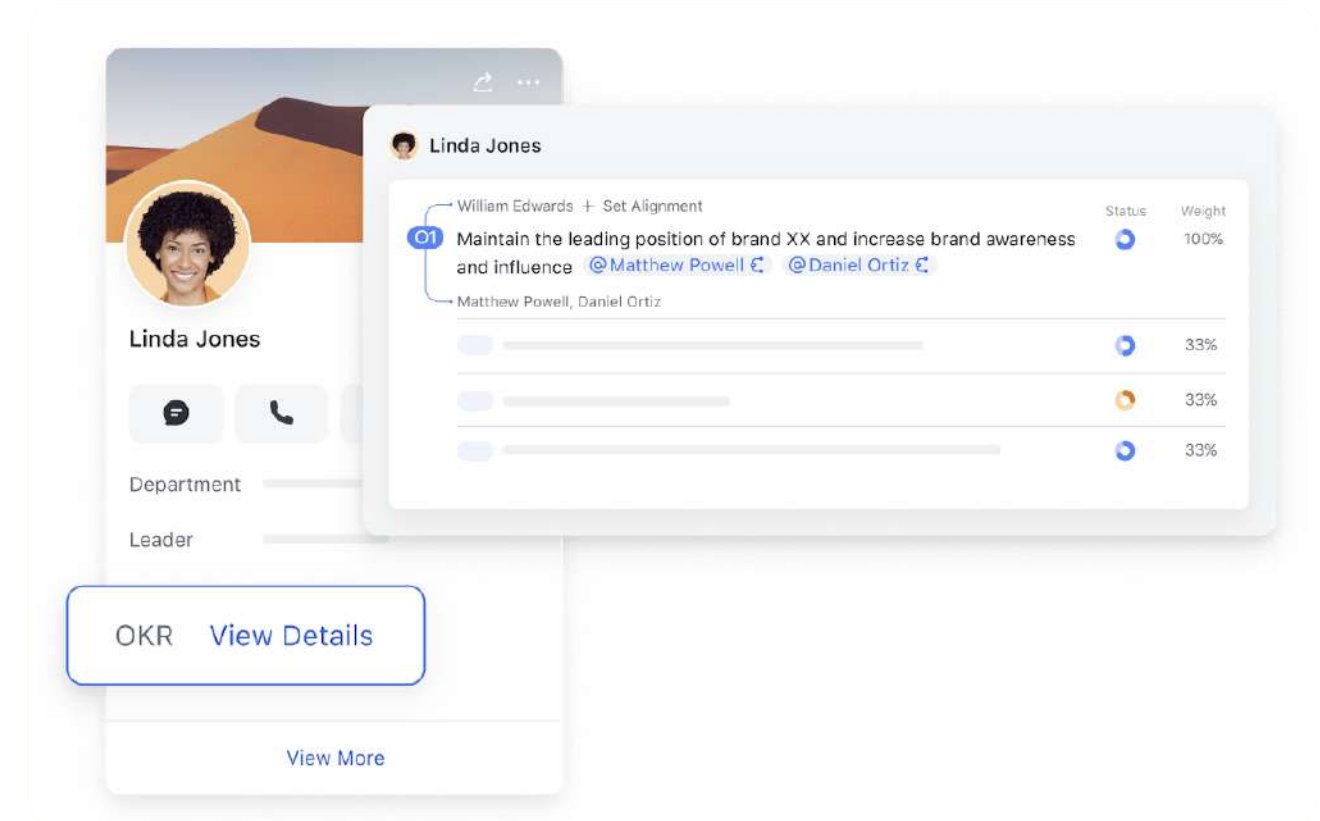 Linda Jones
William Edwards + Set Alignment
Status Weight
O1 Maintain the leading position of brand XX and increase brand awareness 100%
and influence @Matthew Powell @Daniel Ortiz
Matthew Powell, Daniel Ortiz
33%
33%
33%
Linda Jones
Department
Leader
OKR View Details
View More